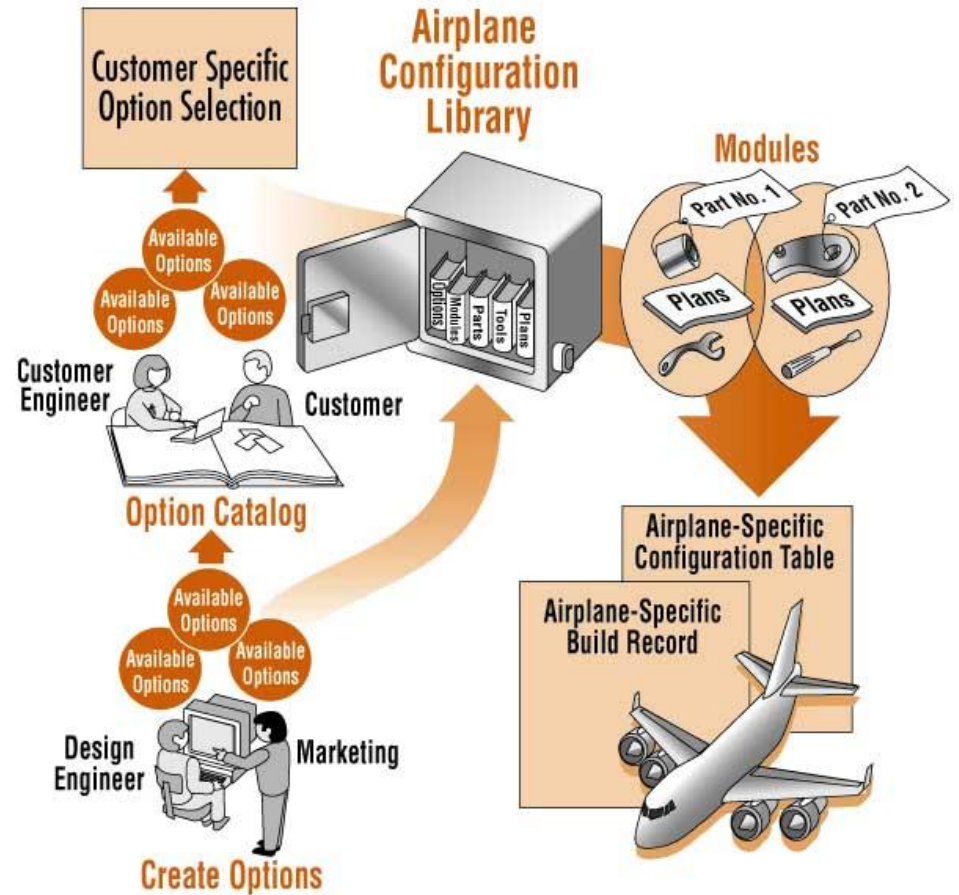 Customer Specific
Option Selection
Airplane
Configuration
Library
Modules
Part No. 1
Part No. 2
Available
Options
Available
Options
Available
Options
Options
Modules
Parts
Tools
Plans
Plans
Plans
Customer
Engineer
Customer
Option Catalog
Airplane-Specific
Configuration Table
Airplane-Specific
Build Record
Available
Options
Available
Options
Available
Options
Design
Engineer
Marketing
Create Options